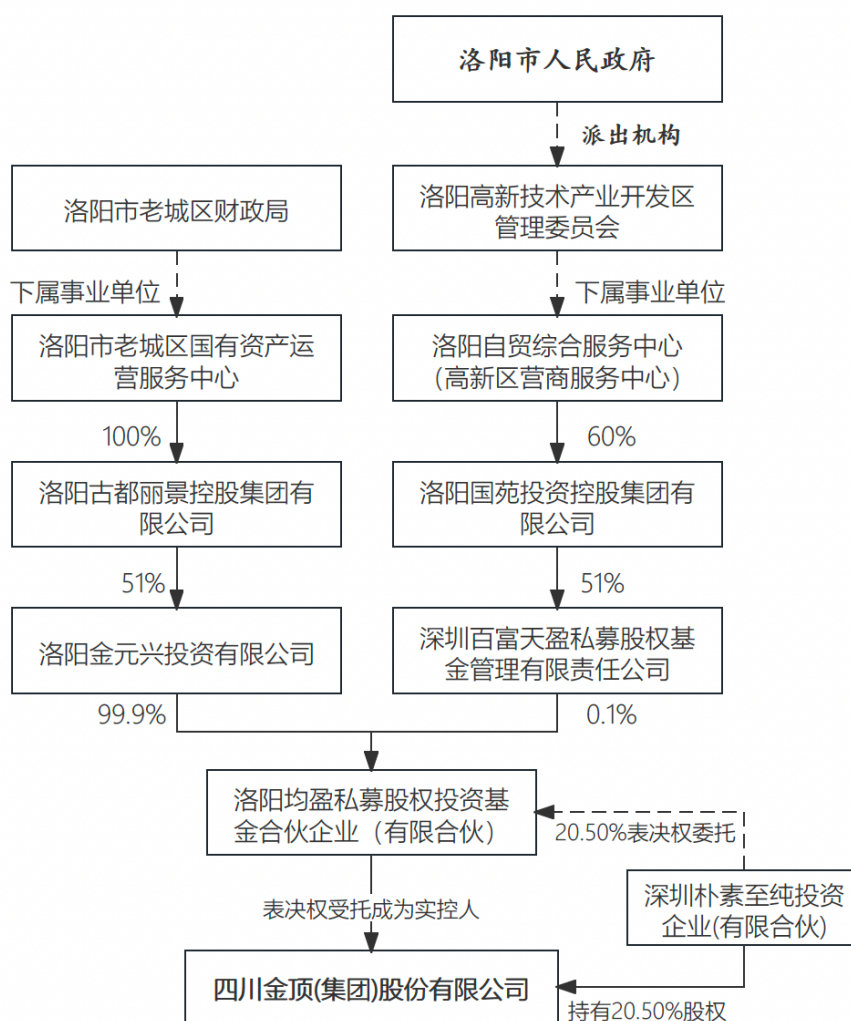 洛阳市人民政府
派出机构
洛阳市老城区财政局
洛阳高新技术产业开发区
管理委员会
下属事业单位
下属事业单位
洛阳市老城区国有资产运
营服务中心
洛阳自贸综合服务中心
（高新区营商服务中心）
100%
60%
洛阳古都丽景控股集团有
限公司
洛阳国苑投资控股集团有
限公司
51%
51%
洛阳金元兴投资有限公司
深圳百富天盈私募股权基
金管理有限责任公司
99.9%
0.1%
洛阳均盈私募股权投资基
金合伙企业（有限合伙）
20.50%表决权委托
深圳朴素至纯投资
企业(有限合伙)
表决权受托成为实控人
四川金顶(集团)股份有限公司
持有20.50%股权